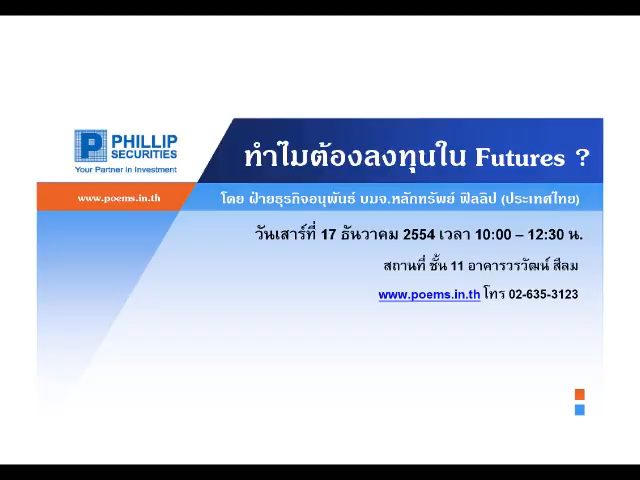 PHILLIP
SECURITIES
Your Partner in Investment
ทำไมต้องลงทุนใน Futures ?
www.poems.in.th
โดย ฝ่ายธุรกิจอนุพันธ์ บมจ.หลักทรัพย์ ฟิลลิป (ประเทศไทย)
วันเสาร์ที่ 17 ธันวาคม 2554 เวลา 10:00 – 12:30 น.
สถานที่ ชั้น 11 อาคารวรวัฒน์ สีลม
www.poems.in.th โทร 02-635-3123